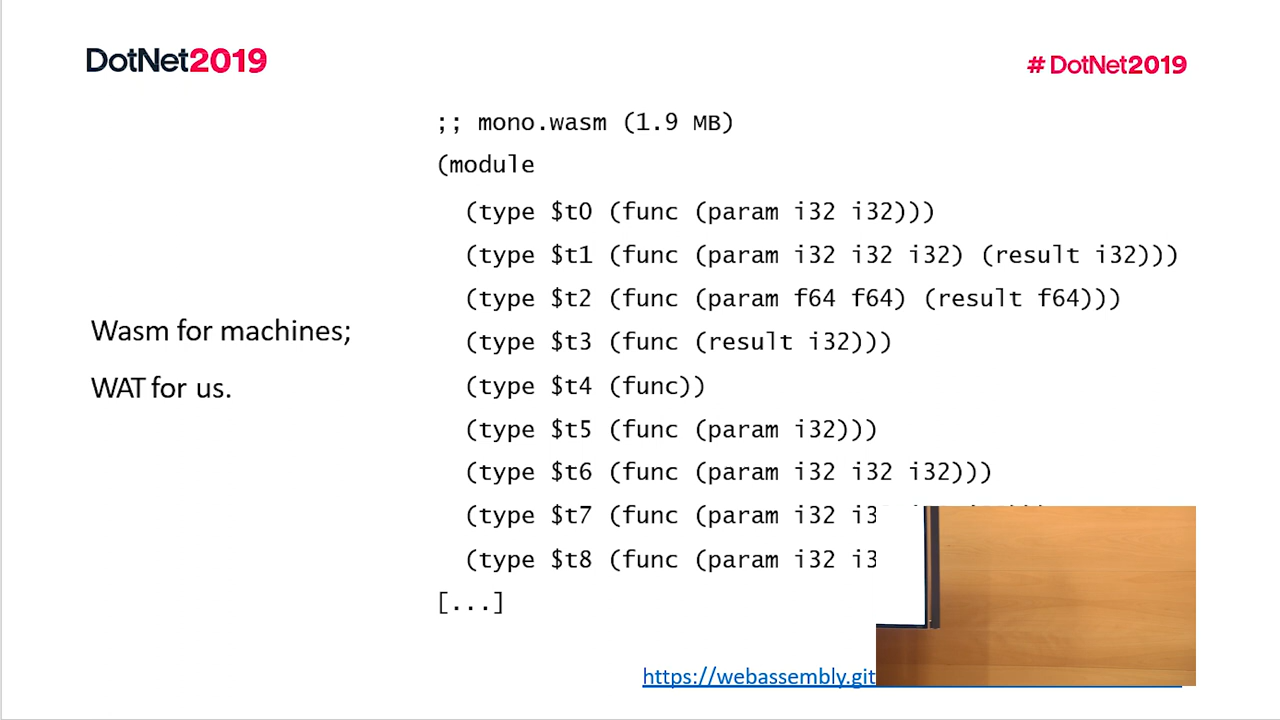 DotNet2019
# DotNet2019
Wasm for machines;
WAT for us.
;; mono.wasm (1.9 MB)
(module
(type $t0 (func (param i32 i32)))
(type $t1 (func (param i32 i32 i32) (result i32)))
(type $t2 (func (param f64 f64) (result f64)))
(type $t3 (func (result i32)))
(type $t4 (func))
(type $t5 (func (param i32)))
(type $t6 (func (param i32 i32 i32)))
(type $t7 (func (param i32
(type $t8 (func (param i32
[...]
https://webassembly.git